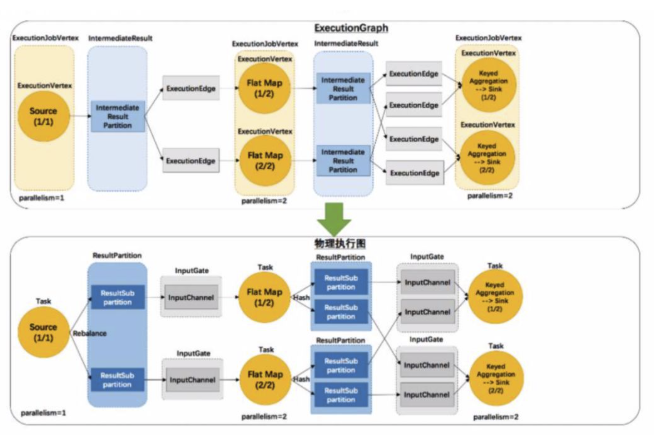 ExecutionGraph
ExecutionJobVertex
IntermediateResult
ExecutionJobVertex
IntermediateResult
ExecutionJobVertex
ExecutionVertex
Source
(1/1)
Intermediate
Result
Partition
ExecutionEdge
ExecutionEdge
ExecutionVertex
Flat Map
(1/2)
ExecutionVertex
Flat Map
(2/2)
Intermediate
Result
Partition
Intermediate
Result
Partition
ExecutionEdge
ExecutionEdge
ExecutionEdge
ExecutionEdge
ExecutionVertex
Keyed
Aggregation
--> Sink
(1/2)
ExecutionVertex
Keyed
Aggregation
--> Sink
(2/2)
parallelism=1
parallelism=2
parallelism=2
物理执行图
Task
Source
(1/1)
Rebalance
ResultPartition
ResultSub
partition
ResultSub
partition
InputGate
InputChannel
InputGate
InputChannel
Task
Flat Map
(1/2)
Hash
Task
Flat Map
(2/2)
Hash
ResultPartition
ResultSub
partition
ResultSub
partition
ResultPartition
ResultSub
partition
ResultSub
partition
InputGate
InputChannel
InputChannel
InputGate
InputChannel
InputChannel
Task
Keyed
Aggregation
--> Sink
(1/2)
Task
Keyed
Aggregation
--> Sink
(2/2)
parallelism=1
parallelism=2
parallelism=2